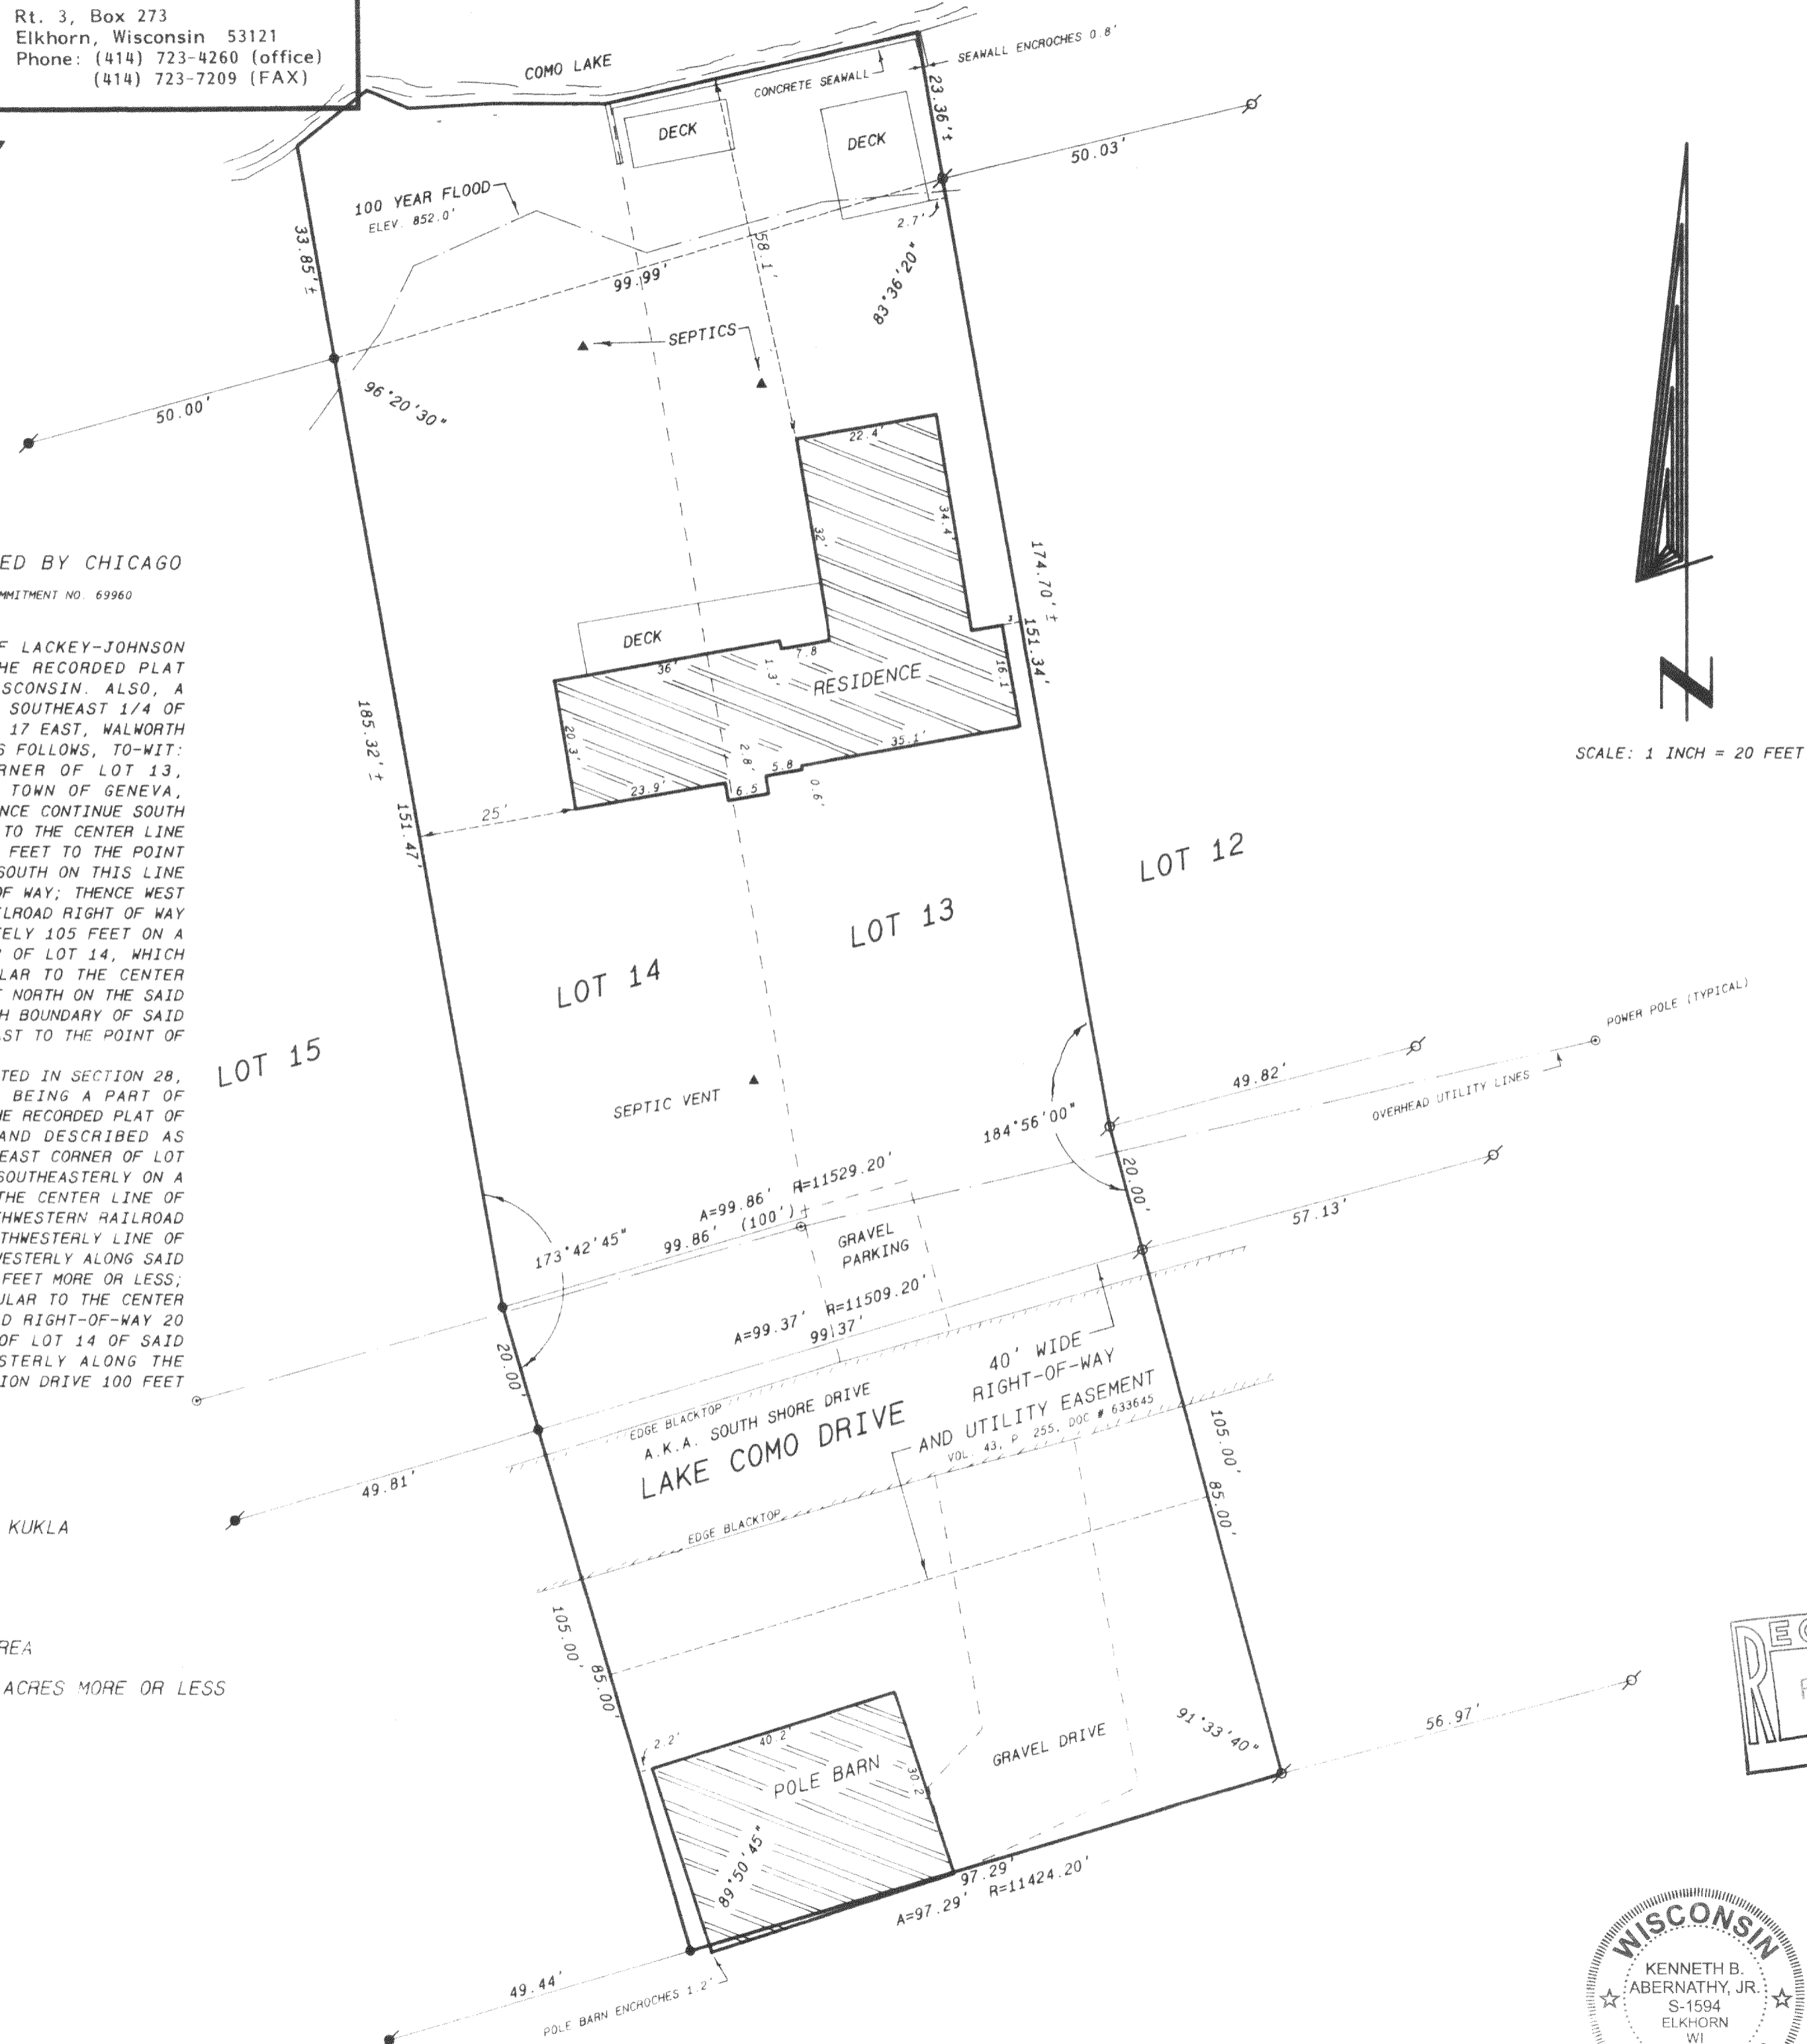 Rt. 3, Box 273
Elkhorn, Wisconsin 53121
Phone: (414) 723-4260 (office)
(414) 723-7209 (FAX)
COMO LAKE
CONCRETE SEAWALL
SEAWALL ENCROCHES 0.8'
DECK
DECK
23.36'±
50.03'
100 YEAR FLOOD
ELEV. 852.0'
2.7'
33.85'±
58.1'
99.99'
83°36'20"
SEPTICS
50.00'
96°20'30"
22.4'
34.4'
32'
174.70'±
ED BY CHICAGO
MMITMENT NO. 69960
3
151.34'
DECK
7.8
36'
1.3'
RESIDENCE
16.1'
F LACKEY-JOHNSON
HE RECORDED PLAT
SCONSIN. ALSO, A
SOUTHEAST 1/4 OF
17 EAST, WALWORTH
S FOLLOWS, TO-WIT:
RNER OF LOT 13,
TOWN OF GENEVA,
NCE CONTINUE SOUTH
TO THE CENTER LINE
FEET TO THE POINT
SOUTH ON THIS LINE
OF WAY; THENCE WEST
ILROAD RIGHT OF WAY
TELY 105 FEET ON A
OF LOT 14, WHICH
LAR TO THE CENTER
NORTH ON THE SAID
H BOUNDARY OF SAID
AST TO THE POINT OF
185.32'±
20.3'
2.8'
35.1'
5.8
0.6'
23.9'
6.5
25'
151.47'
N
SCALE: 1 INCH = 20 FEET
LOT 12
LOT 13
LOT 14
LOT 15
TED IN SECTION 28,
BEING A PART OF
HE RECORDED PLAT OF
AND DESCRIBED AS
EAST CORNER OF LOT
SOUTHEASTERLY ON A
THE CENTER LINE OF
THWESTERN RAILROAD
THWESTERLY LINE OF
WESTERLY ALONG SAID
FEET MORE OR LESS;
ULAR TO THE CENTER
D RIGHT-OF-WAY 20
OF LOT 14 OF SAID
STERLY ALONG THE
ION DRIVE 100 FEET
SEPTIC VENT
49.82'
POWER POLE (TYPICAL)
OVERHEAD UTILITY LINES
184°56'00"
20.00'
A=99.86' R=11529.20'
99.86' (100')±
173°42'45"
GRAVEL
PARKING
57.13'
A=99.37' R=11509.20'
99.37'
20.00'
40' WIDE
RIGHT-OF-WAY
AND UTILITY EASEMENT
VOL. 43, P. 255, DOC # 633645
EDGE BLACKTOP
A.K.A. SOUTH SHORE DRIVE
LAKE COMO DRIVE
105.00'
85.00'
49.81'
EDGE BLACKTOP
KUKLA
105.00'
85.00'
REA
ACRES MORE OR LESS
2.2'
40.2'
POLE BARN
30.2'
GRAVEL DRIVE
91°33'40"
56.97'
89°50'45"
97.29'
A=97.29' R=11424.20'
49.44'
POLE BARN ENCROCHES 1.2'
WISCONSIN
KENNETH B.
ABERNATHY, JR.
S-1594
ELKHORN
WI